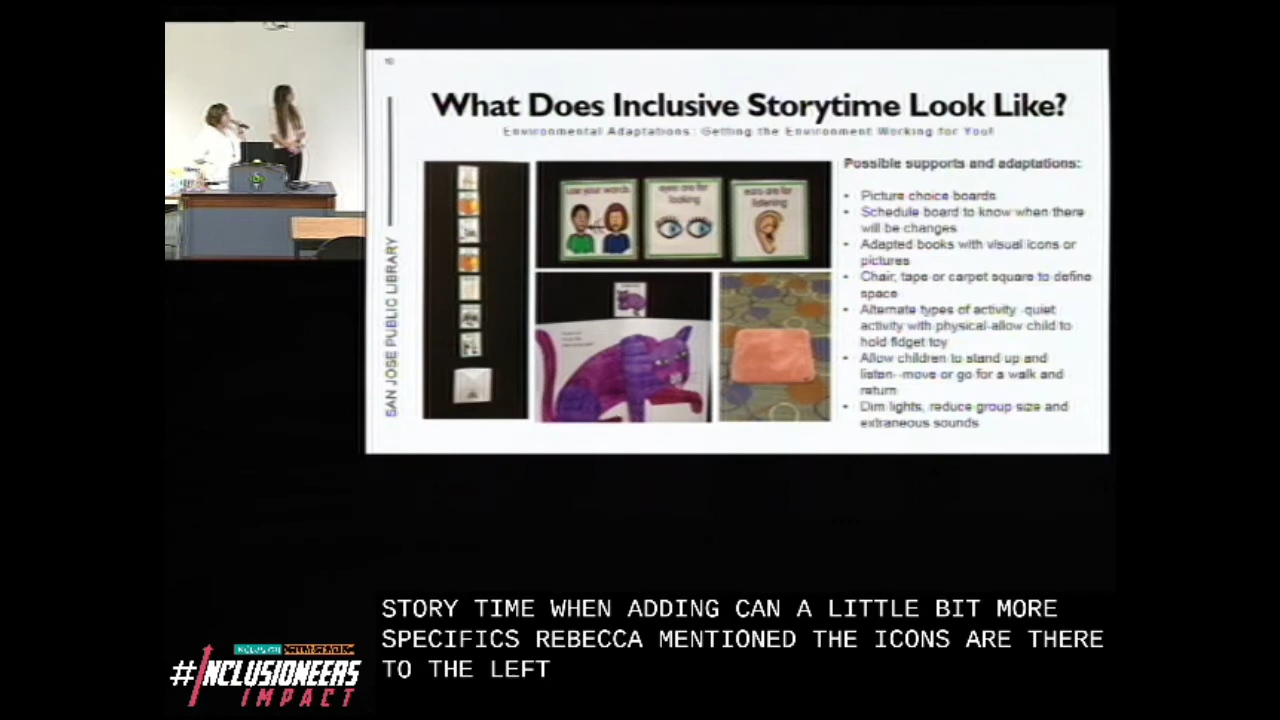 10
What Does Inclusive Storytime Look Like?
Environmental Adaptations: Getting the Environment Working for You!
SAN JOSE PUBLIC LIBRARY
use your words
eyes are for
looking
ears are for
listening
Possible supports and adaptations:
• Picture choice boards
• Schedule board to know when there
will be changes
• Adapted books with visual icons or
pictures
• Chair, tape or carpet square to define
space
• Alternate types of activity -quiet
activity with physical-allow child to
hold fidget toy
• Allow children to stand up and
listen--move or go for a walk and
return
• Dim lights, reduce group size and
extraneous sounds
STORY TIME WHEN ADDING CAN A LITTLE BIT MORE
SPECIFICS REBECCA MENTIONED THE ICONS ARE THERE
TO THE LEFT
#INCLUSIONEERS
IMPACT